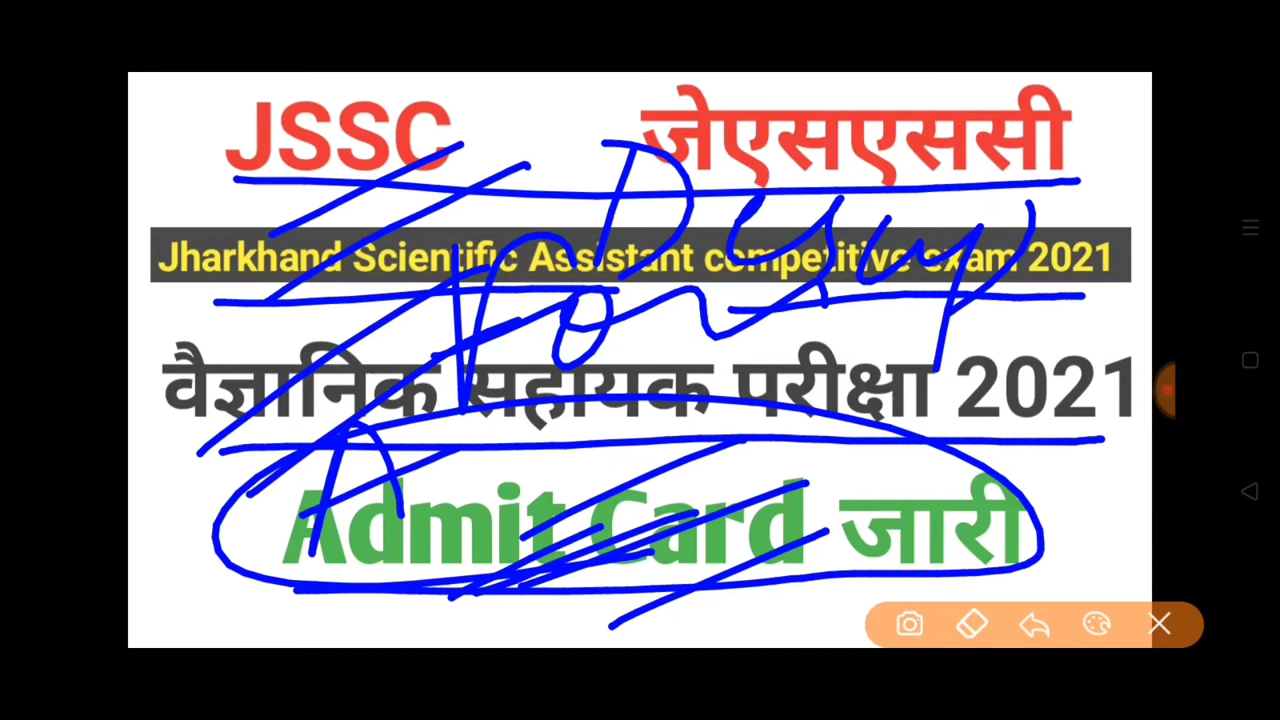 JSSC जेएसएससी
Jharkhand Scientific Assistant competitive exam 2021
वैज्ञानिक सहायक परीक्षा 2021
Admit Card जारी